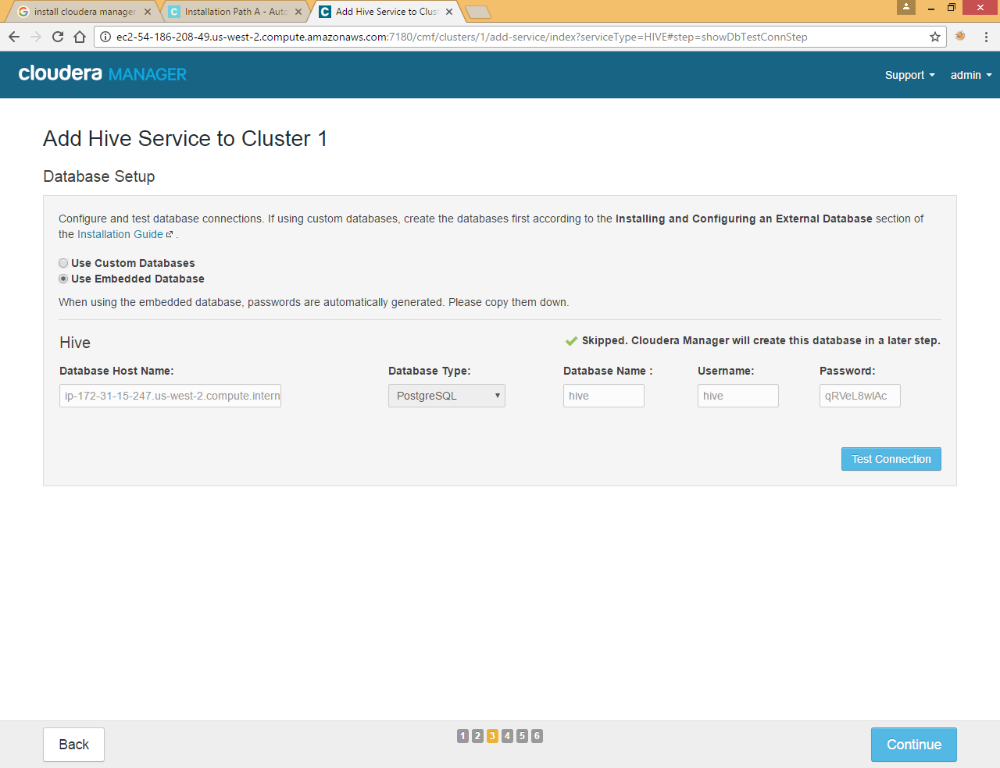 install cloudera manager
Installation Path A - Auto
Add Hive Service to Clust
ec2-54-186-208-49.us-west-2.compute.amazonaws.com:7180/cmf/clusters/1/add-service/index?serviceType=HIVE#step=showDbTestConnStep
cloudera MANAGER
Support
admin
Add Hive Service to Cluster 1
Database Setup
Configure and test database connections. If using custom databases, create the databases first according to the Installing and Configuring an External Database section of
the Installation Guide .
Use Custom Databases
Use Embedded Database
When using the embedded database, passwords are automatically generated. Please copy them down.
Hive
Skipped. Cloudera Manager will create this database in a later step.
Database Host Name:
Database Type:
Database Name :
Username:
Password:
ip-172-31-15-247.us-west-2.compute.intern
PostgreSQL
hive
hive
qRVeL8wlAc
Test Connection
Back
1 2 3 4 5 6
Continue